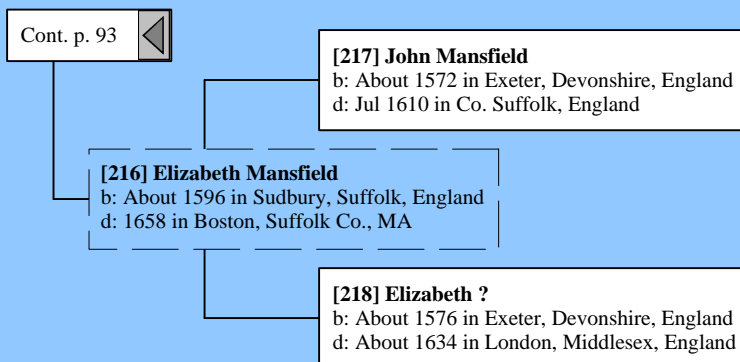 Cont. p. 93
[217] John Mansfield
b: About 1572 in Exeter, Devonshire, England
d: Jul 1610 in Co. Suffolk, England
[216] Elizabeth Mansfield
b: About 1596 in Sudbury, Suffolk, England
d: 1658 in Boston, Suffolk Co., MA
[218] Elizabeth ?
b: About 1576 in Exeter, Devonshire, England
d: About 1634 in London, Middlesex, England